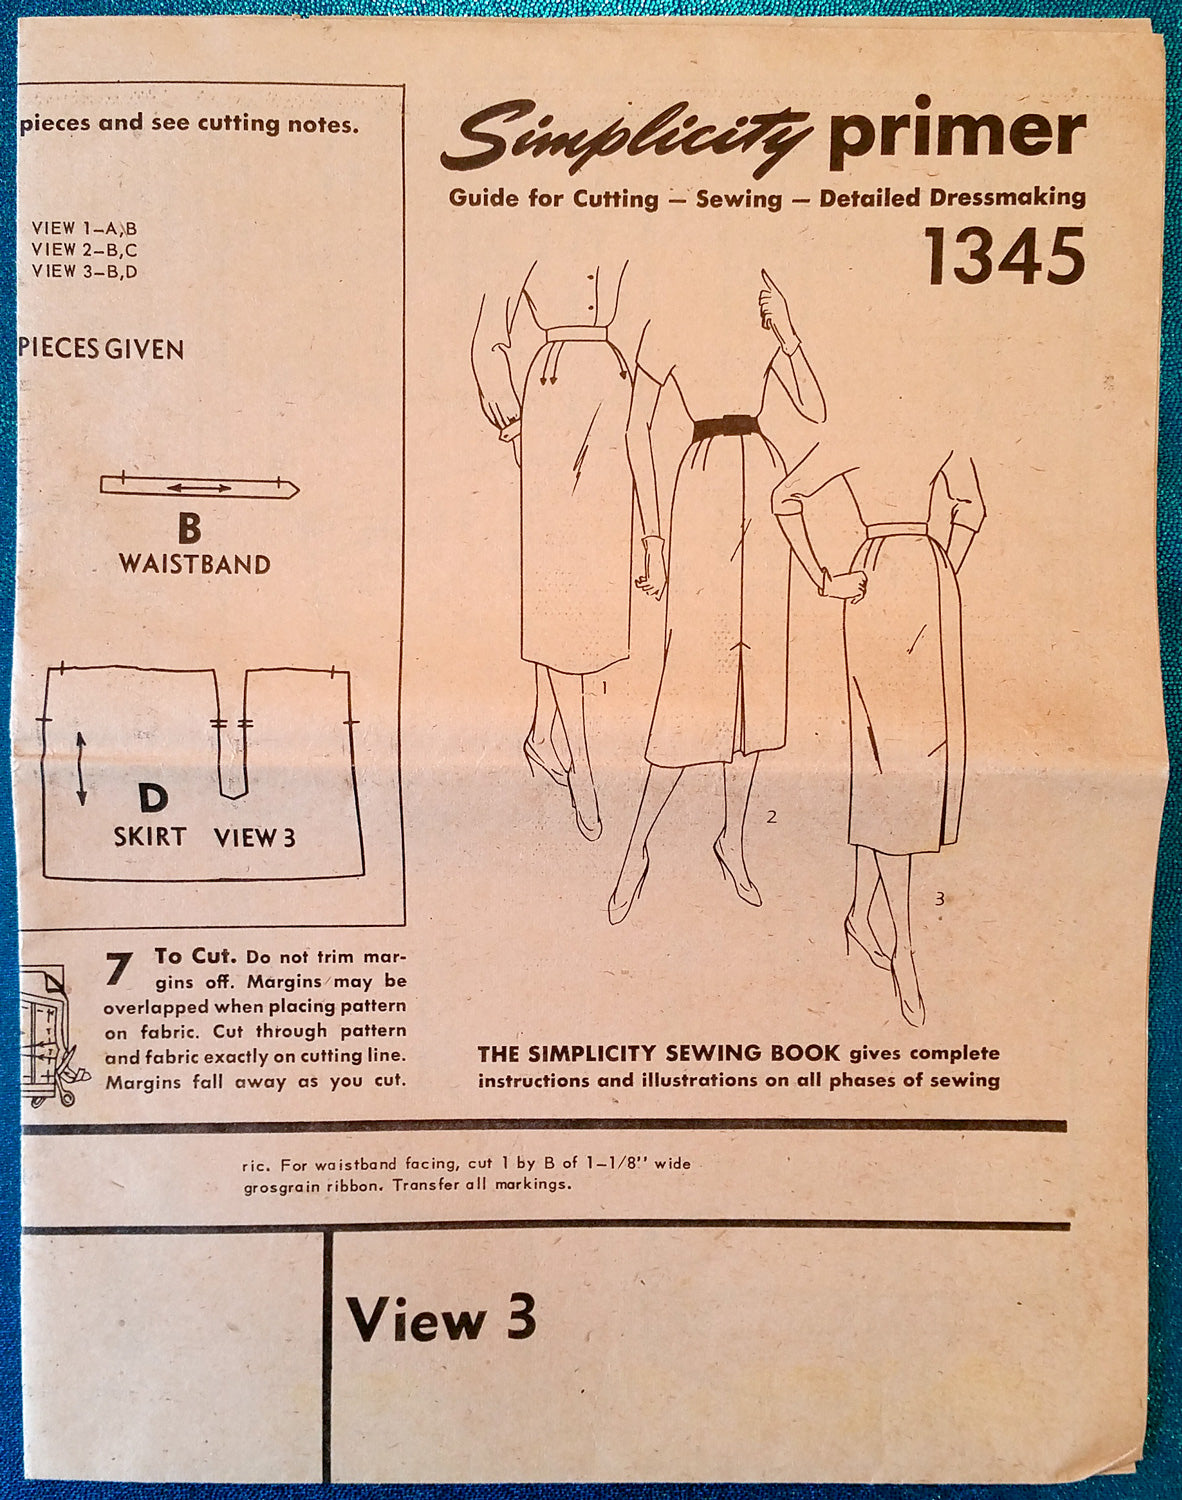 pieces and see cutting notes.
VIEW 1–A,B
VIEW 2–B,C
VIEW 3–B,D
PIECES GIVEN
B
WAISTBAND
D
SKIRT VIEW 3
7 To Cut. Do not trim mar-
gins off. Margins may be
overlapped when placing pattern
on fabric. Cut through pattern
and fabric exactly on cutting line.
Margins fall away as you cut.
Simplicity primer
Guide for Cutting – Sewing – Detailed Dressmaking
1345
1
2
3
THE SIMPLICITY SEWING BOOK gives complete
instructions and illustrations on all phases of sewing
ric. For waistband facing, cut 1 by B of 1–1/8" wide
grosgrain ribbon. Transfer all markings.
View 3